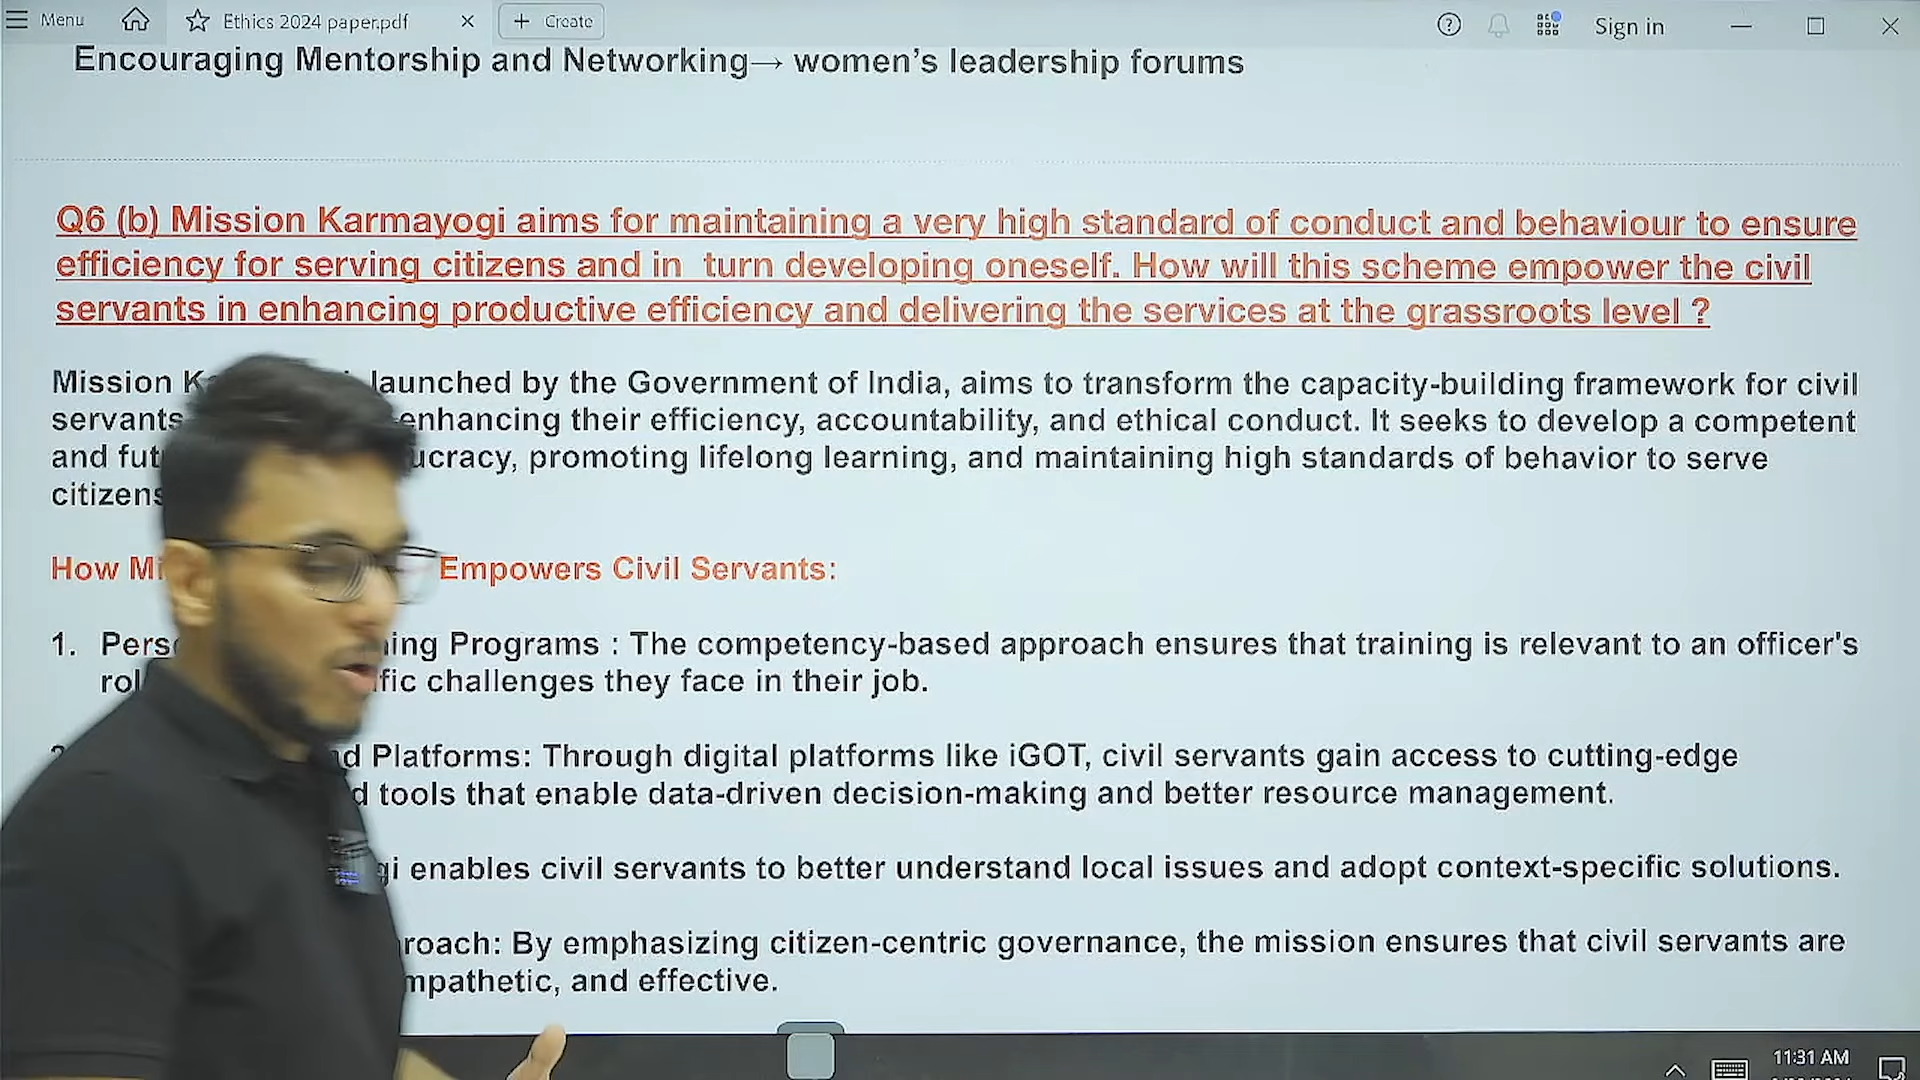 Menu Ethics 2024 paper.pdf Create Sign in
Encouraging Mentorship and Networking→ women's leadership forums
Q6 (b) Mission Karmayogi aims for maintaining a very high standard of conduct and behaviour to ensure
efficiency for serving citizens and in turn developing oneself. How will this scheme empower the civil
servants in enhancing productive efficiency and delivering the services at the grassroots level ?
Mission launched by the Government of India, aims to transform the capacity-building framework for civil
servants enhancing their efficiency, accountability, and ethical conduct. It seeks to develop a competent
and promoting lifelong learning, and maintaining high standards of behavior to serve
citizens
How Empowers Civil Servants:
1. Programs : The competency-based approach ensures that training is relevant to an officer's
challenges they face in their job.
Platforms: Through digital platforms like iGOT, civil servants gain access to cutting-edge
tools that enable data-driven decision-making and better resource management.
enables civil servants to better understand local issues and adopt context-specific solutions.
By emphasizing citizen-centric governance, the mission ensures that civil servants are
and effective.
11:31 AM